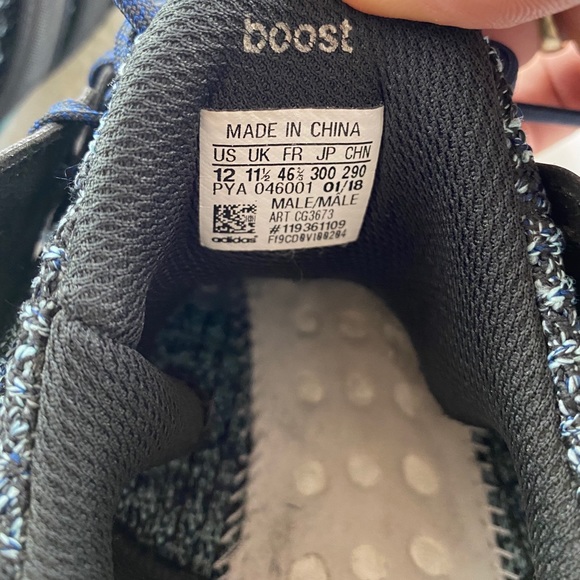 boost
MADE IN CHINA
US UK FR JP CHN
12 11½ 46⅔ 300 290
PYA 046001 01/18
MALE/MALE
ART CG3673
#119361109
adidas F19CD0V100204